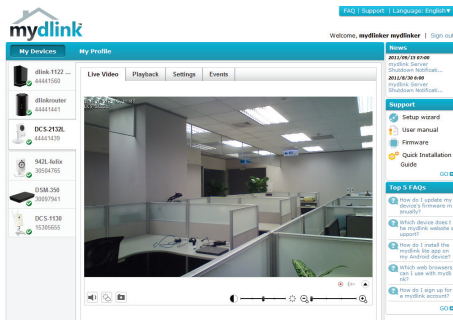 FAQ | Support | Language: English ▾
mydlink
Welcome, mydlinker mydlinker | Sign out
My Devices
My Profile
dlink-1122 ...
44441560
dlinkrouter
44441441
DCS-2132L
44441439
942L-felix
30504765
DSM-350
30097941
DCS-1130
15305655
Live Video
Playback
Settings
Events
News
2011/09/15 07:00
mydlink Server
Shutdown Notificati...
2011/8/30 6:00
mydlink Server
Shutdown Notificati...
Support
Setup wizard
User manual
Firmware
Quick Installation
Guide
GO
Top 5 FAQs
How do I update my
device's firmware m
anually?
Which device does t
he mydlink website s
upport?
How do I install the
mydlink lite app on
my Android device?
Which web browsers
can I use with mydli
nk?
How do I sign up for
a mydlink account?
GO